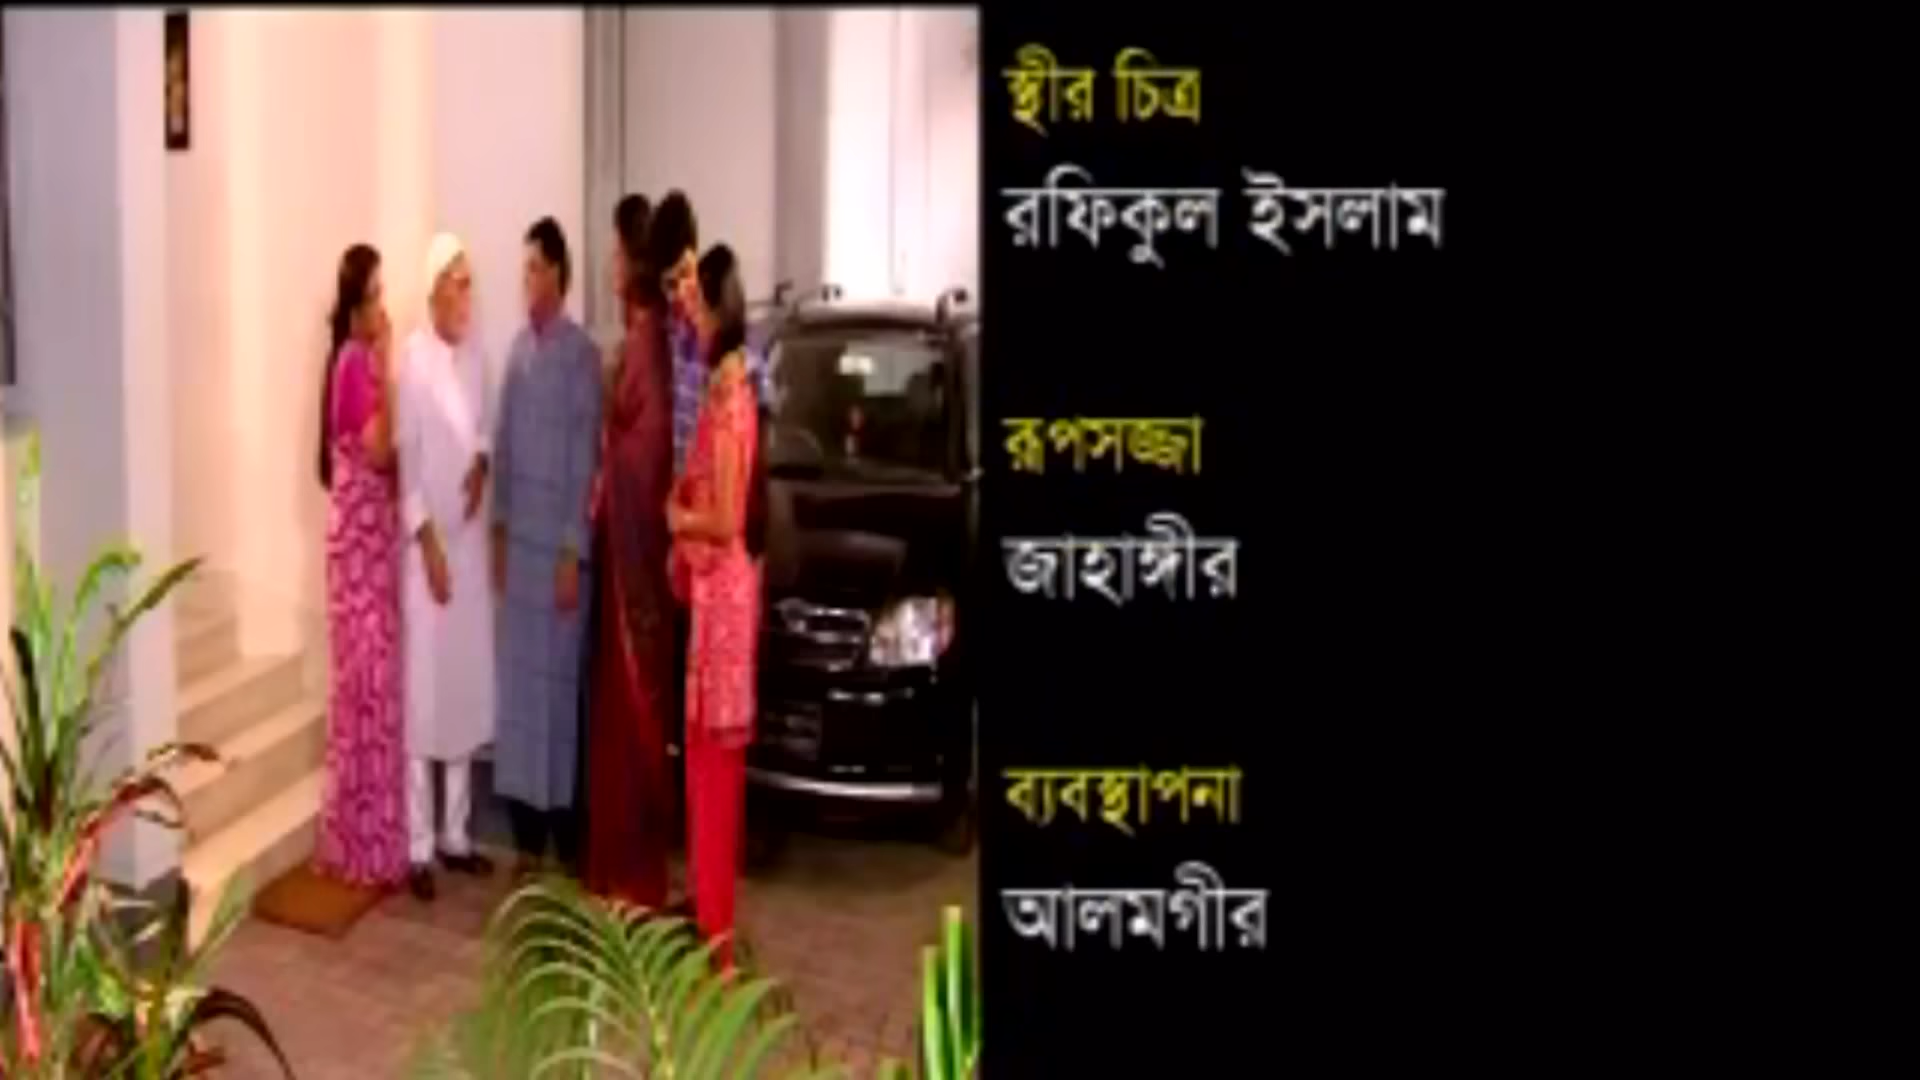 স্থীর চিত্র
রফিকুল ইসলাম
রূপসজ্জা
জাহাঙ্গীর
ব্যবস্থাপনা
আলমগীর